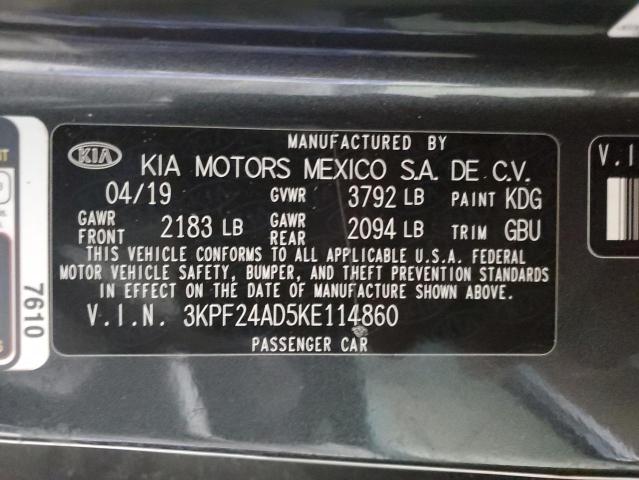 MANUFACTURED BY
KIA KIA MOTORS MEXICO S.A. DE C.V.
04/19 GVWR 3792 LB PAINT KDG
GAWR FRONT 2183 LB GAWR REAR 2094 LB TRIM GBU
THIS VEHICLE CONFORMS TO ALL APPLICABLE U.S.A. FEDERAL
MOTOR VEHICLE SAFETY, BUMPER, AND THEFT PREVENTION STANDARDS
IN EFFECT ON THE DATE OF MANUFACTURE SHOWN ABOVE.
V.I.N. 3KPF24AD5KE114860
PASSENGER CAR
7610
V.I